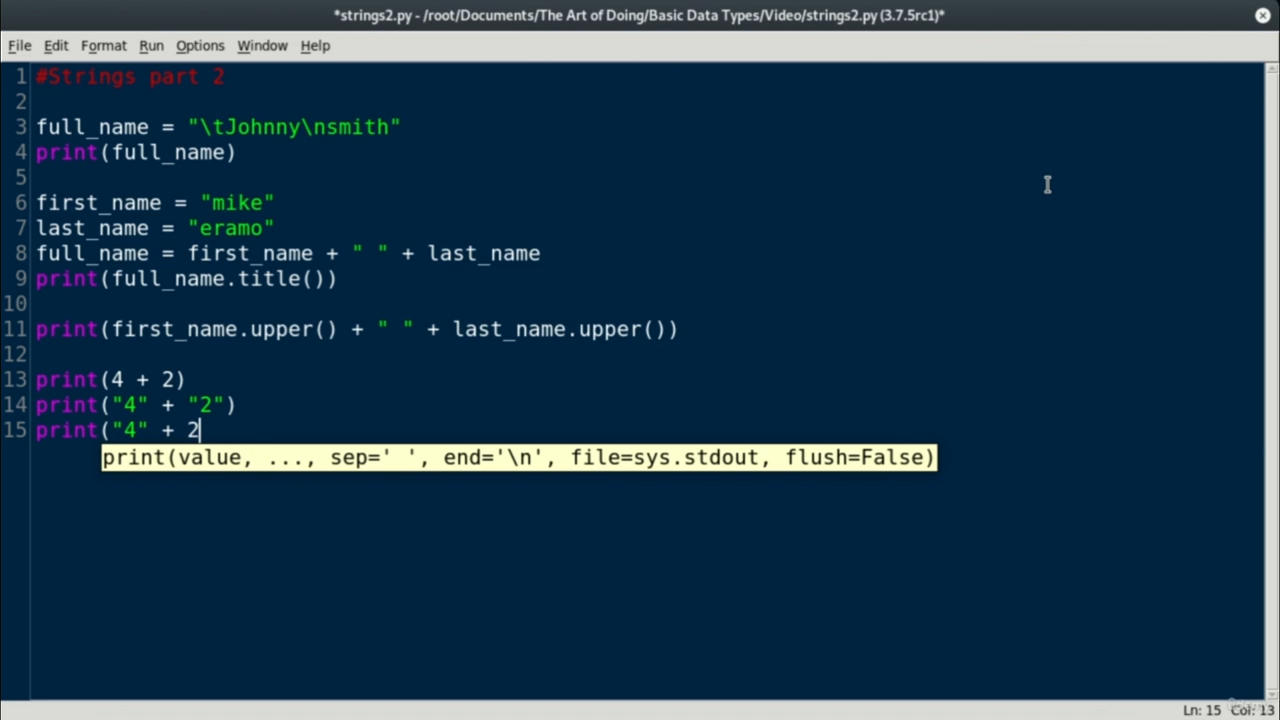 *strings2.py - /root/Documents/The Art of Doing/Basic Data Types/Video/strings2.py (3.7.5rc1)*
File Edit Format Run Options Window Help
1 #Strings part 2
2
3 full_name = "\tJohnny\nsmith"
4 print(full_name)
5
6 first_name = "mike"
7 last_name = "eramo"
8 full_name = first_name + " " + last_name
9 print(full_name.title())
10
11 print(first_name.upper() + " " + last_name.upper())
12
13 print(4 + 2)
14 print("4" + "2")
15 print("4" + 2
print(value, ..., sep=' ', end='\n', file=sys.stdout, flush=False)
Ln: 15 Col: 13